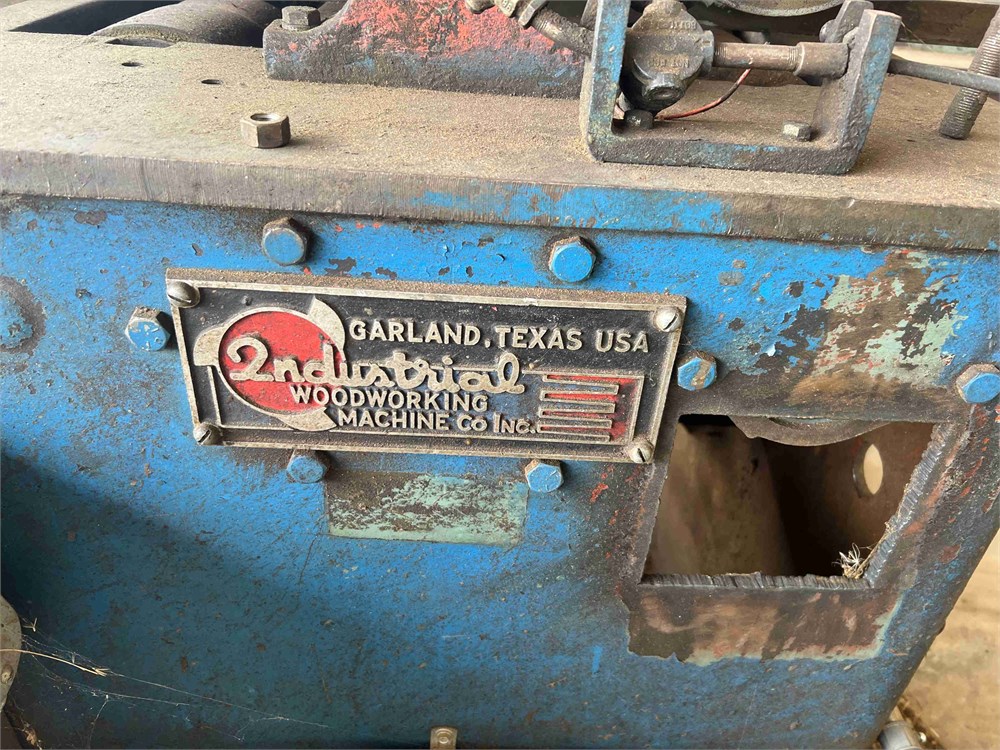 GARLAND, TEXAS USA
Industrial
WOODWORKING
MACHINE CO INC.